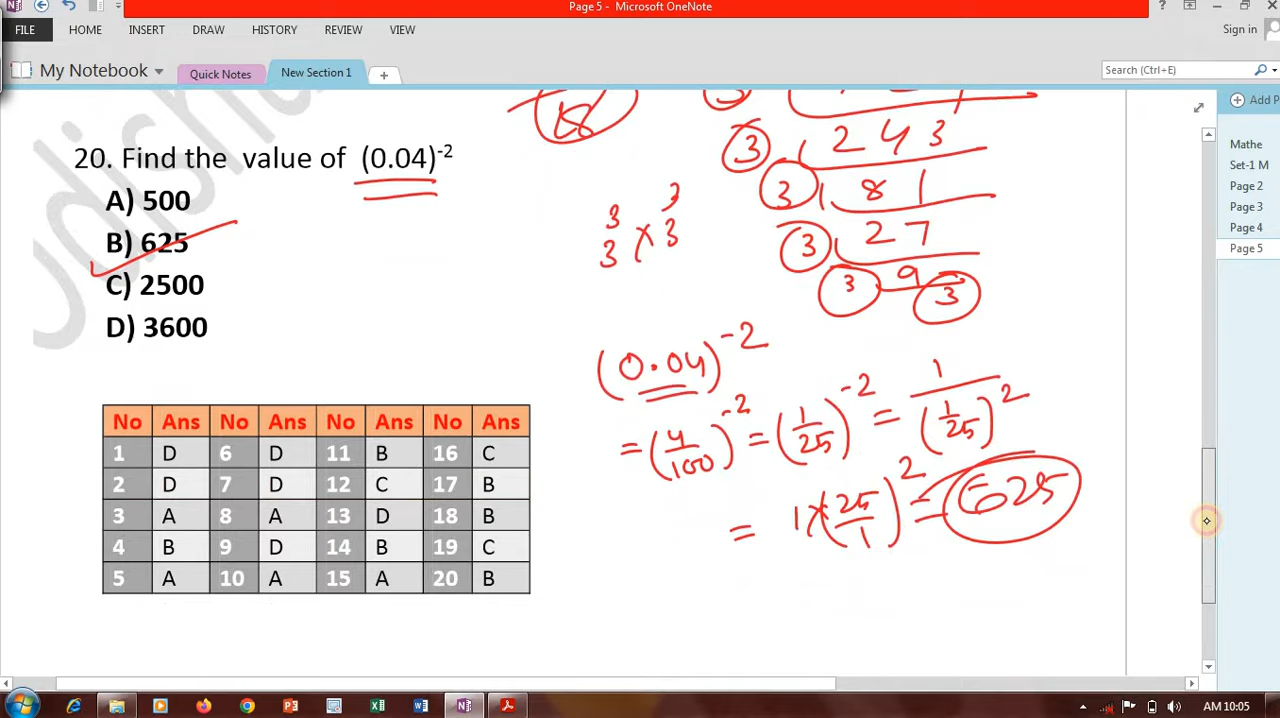 Page 5 - Microsoft OneNote
FILE HOME INSERT DRAW HISTORY REVIEW VIEW
Sign in
My Notebook Quick Notes New Section 1
Search (Ctrl+E)
Add P
Mathe
Set-1 M
Page 2
Page 3
Page 4
Page 5
20. Find the value of (0.04)⁻²
A) 500
B) 625
C) 2500
D) 3600
18
3 243
3 81
3 27
3 9 3
3³ × 3³
(0.04)⁻²
= (4/100)⁻² = (1/25)⁻² = 1/(1/25)²
= 1 × (25/1)² = 625
No Ans No Ans No Ans No Ans
1 D 6 D 11 B 16 C
2 D 7 D 12 C 17 B
3 A 8 A 13 D 18 B
4 B 9 D 14 B 19 C
5 A 10 A 15 A 20 B
AM 10:05